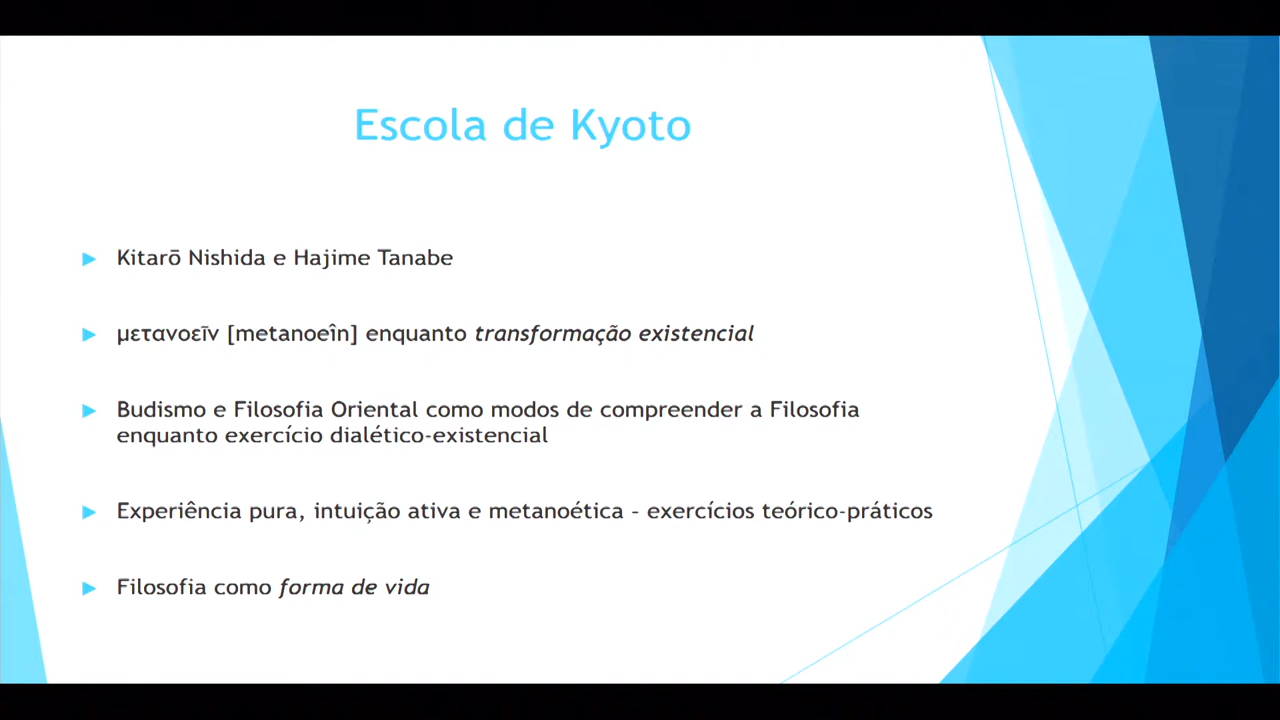 Escola de Kyoto
Kitarō Nishida e Hajime Tanabe
μετανοεῖν [metanoeîn] enquanto transformação existencial
Budismo e Filosofia Oriental como modos de compreender a Filosofia
enquanto exercício dialético-existencial
Experiência pura, intuição ativa e metanoética – exercícios teórico-práticos
Filosofia como forma de vida